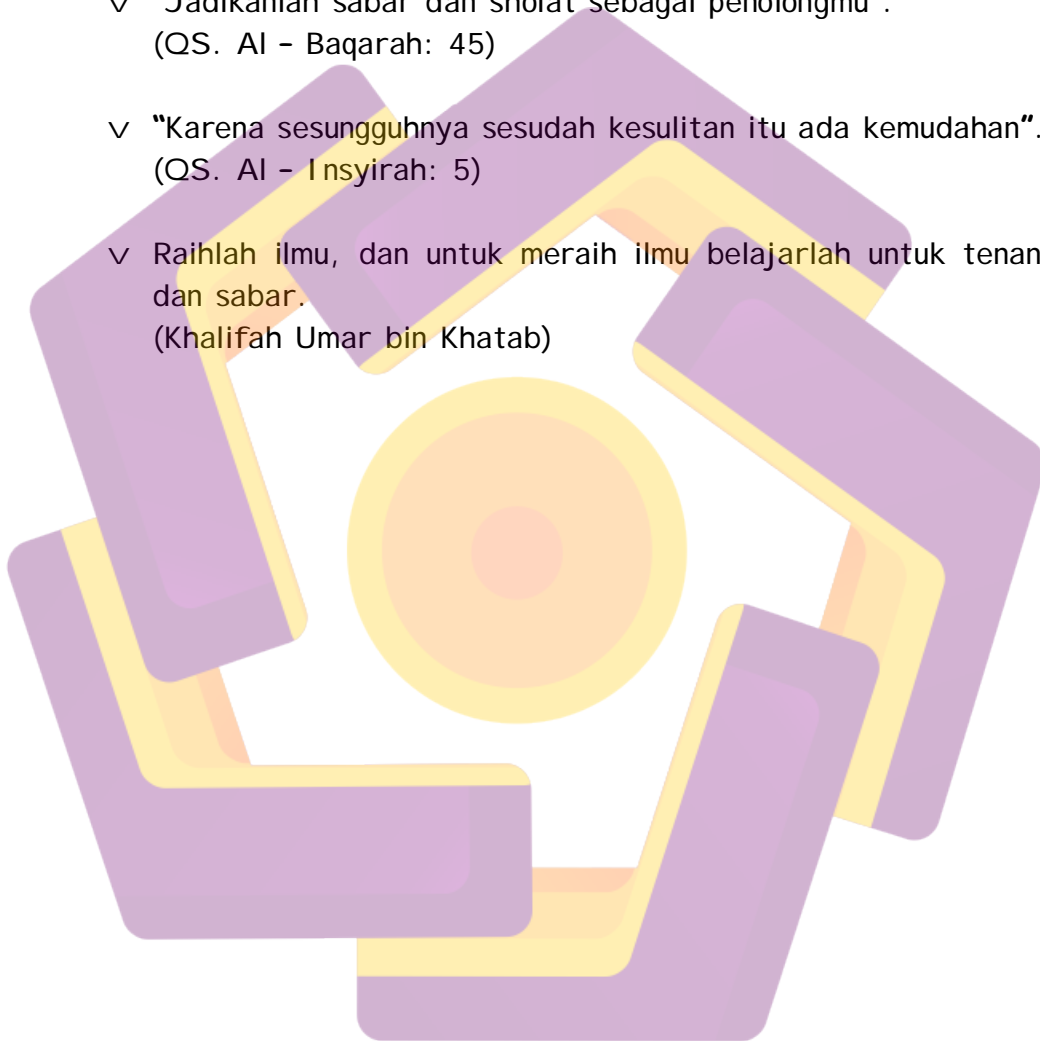 v "Jadikanlah sabar dan sholat sebagai penolongmu".
(QS. Al – Baqarah: 45)
v "Karena sesungguhnya sesudah kesulitan itu ada kemudahan".
(QS. Al – Insyirah: 5)
v Raihlah ilmu, dan untuk meraih ilmu belajarlah untuk tenan
dan sabar.
(Khalifah Umar bin Khatab)